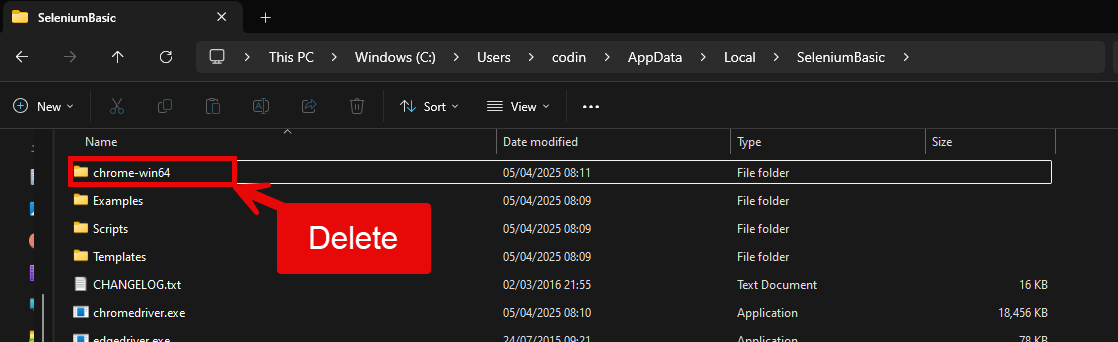 SeleniumBasic
This PC > Windows (C:) > Users > codin > AppData > Local > SeleniumBasic >
New Sort View
Name Date modified Type Size
chrome-win64 05/04/2025 08:11 File folder
Examples 05/04/2025 08:09 File folder
Scripts 05/04/2025 08:09 File folder
Delete
Templates 05/04/2025 08:09 File folder
CHANGELOG.txt 02/03/2016 21:55 Text Document 16 KB
chromedriver.exe 05/04/2025 08:10 Application 18,456 KB
edgedriver.exe 24/07/2015 09:21 Application 78 KB